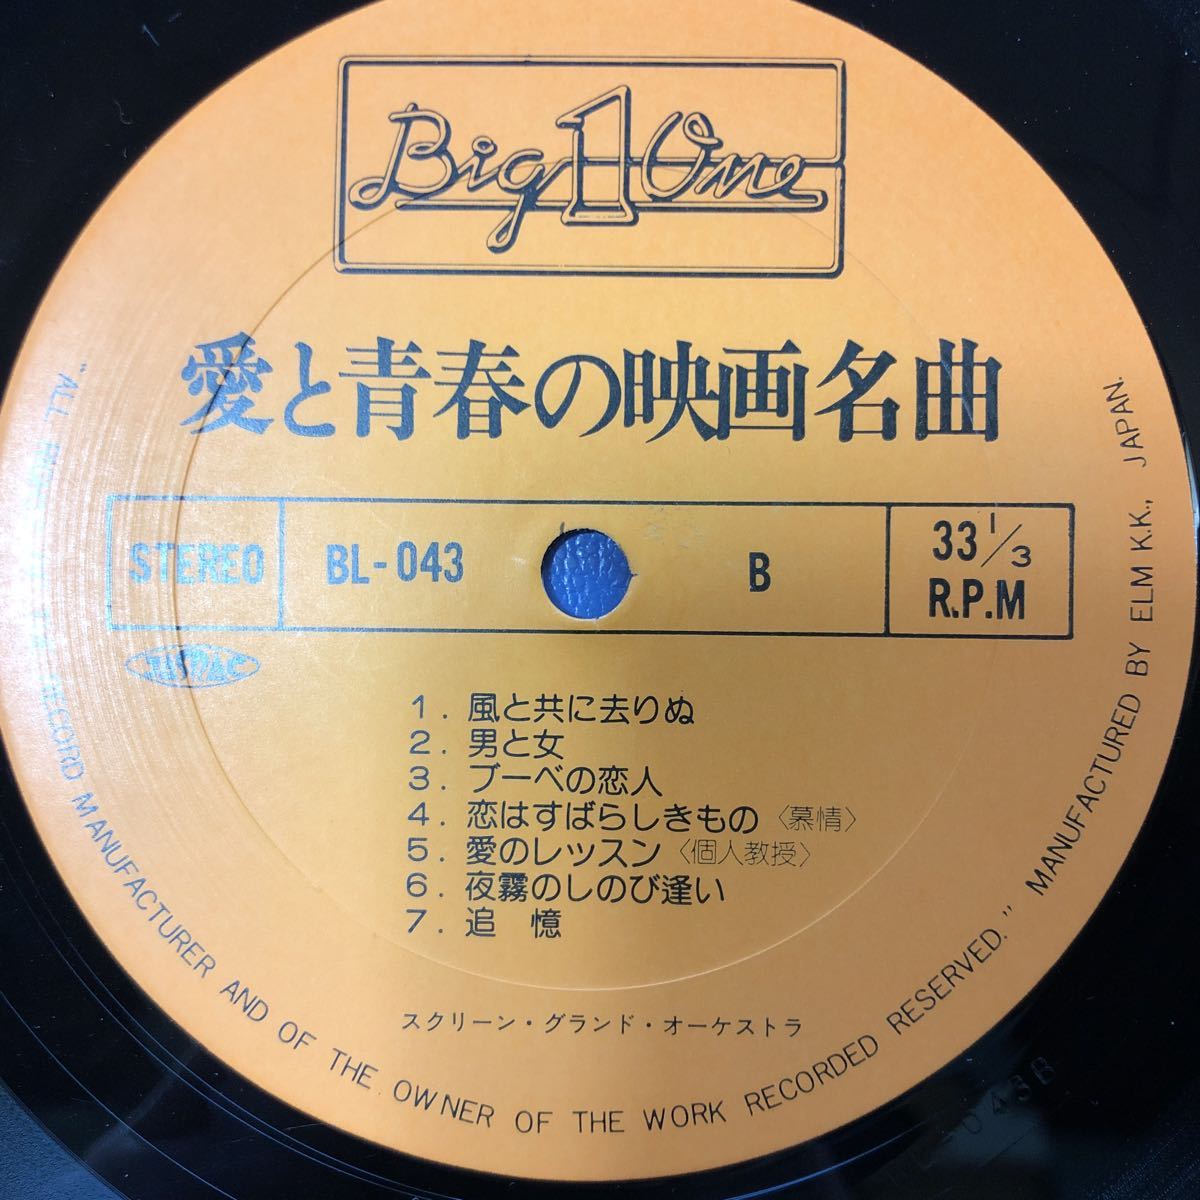 Big 1 One
愛と青春の映画名曲
STEREO BL-043 B 33 1/3 R.P.M
JASRAC
1. 風と共に去りぬ
2. 男と女
3. ブーベの恋人
4. 恋はすばらしきもの〈慕情〉
5. 愛のレッスン〈個人教授〉
6. 夜霧のしのび逢い
7. 追　憶
スクリーン・グランド・オーケストラ
"ALL RECORD MANUFACTURER AND OF THE OWNER OF THE WORK RECORDED RESERVED." MANUFACTURED BY ELM K.K., JAPAN.